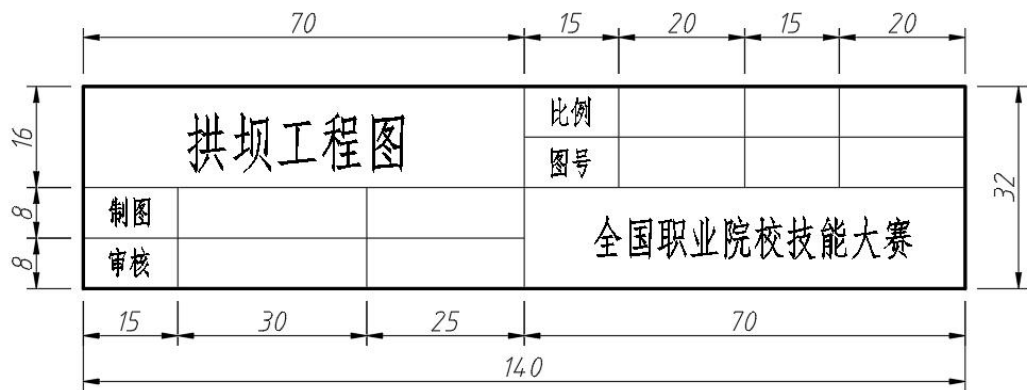 70 15 20 15 20
16 拱坝工程图 比例
图号
32
8 制图 全国职业院校技能大赛
8 审核
15 30 25 70
140